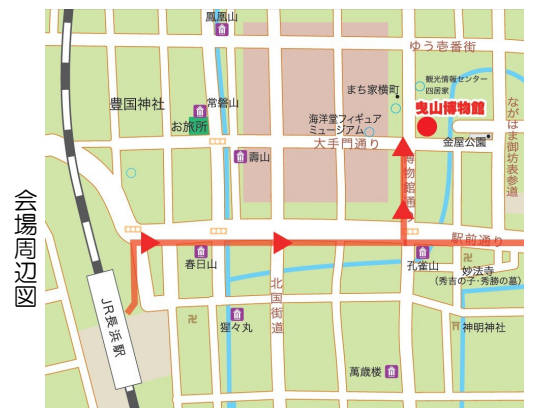 会場周辺図
鳳凰山
ゆう壱番街
観光情報センター
四居家
まち家横町
曳山博物館
豊国神社
常磐山
お旅所
海洋堂フィギュア
ミュージアム
大手門通り
金屋公園
ながはま御坊表参道
壽山
博物館通り
駅前通り
春日山
孔雀山
妙法寺
(秀吉の子・秀勝の墓)
北国街道
JR長浜駅
猩々丸
神明神社
萬歳楼